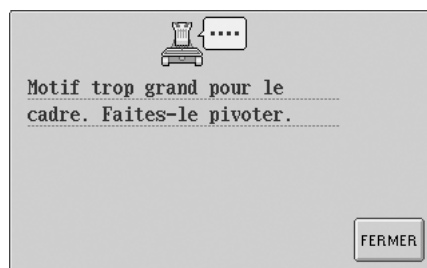 ....
Motif trop grand pour le
cadre. Faites-le pivoter.
FERMER